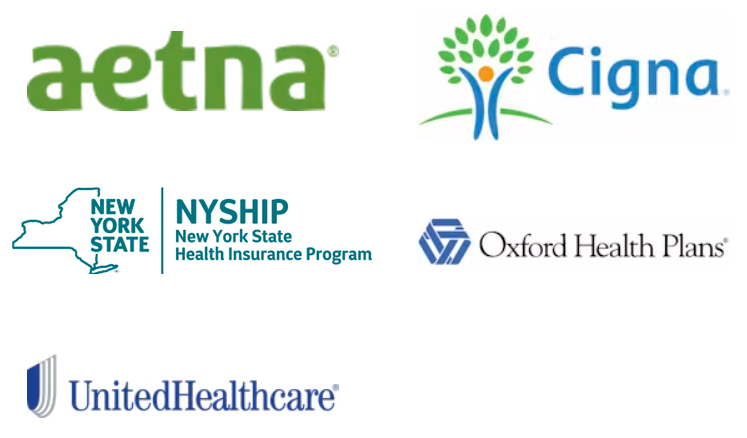 aetna®
Cigna®
NEW
YORK
STATE
NYSHIP
New York State
Health Insurance Program
Oxford Health Plans®
UnitedHealthcare®